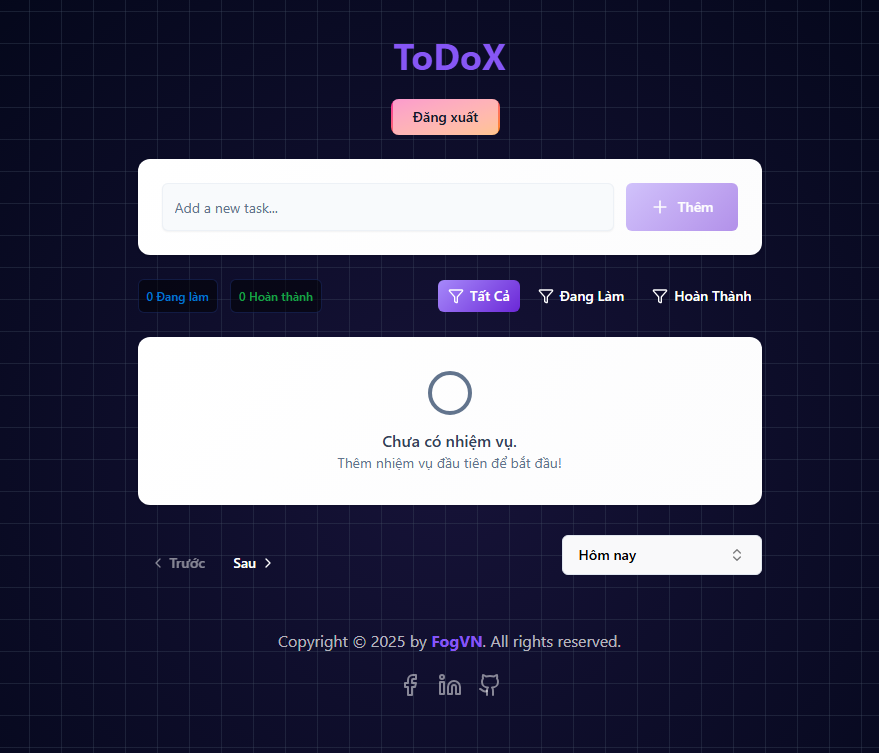 ToDoX
Đăng xuất
Add a new task...
Thêm
0 Đang làm
0 Hoàn thành
Tất Cả
Đang Làm
Hoàn Thành
Chưa có nhiệm vụ.
Thêm nhiệm vụ đầu tiên để bắt đầu!
Trước
Sau
Hôm nay
Copyright © 2025 by FogVN. All rights reserved.